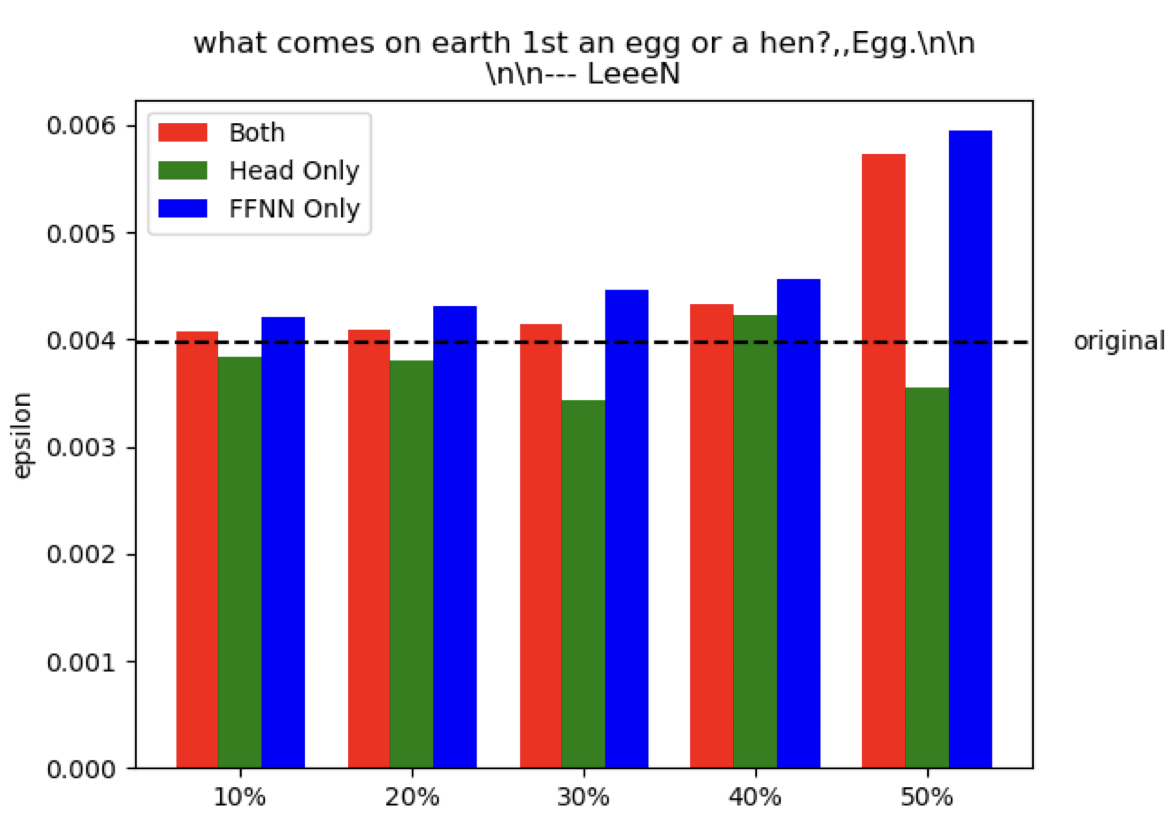 what comes on earth 1st an egg or a hen?,,Egg.\n\n
\n\n--- LeeeN
Both
Head Only
FFNN Only
0.006
0.005
0.004
0.003
0.002
0.001
0.000
epsilon
original
10%
20%
30%
40%
50%